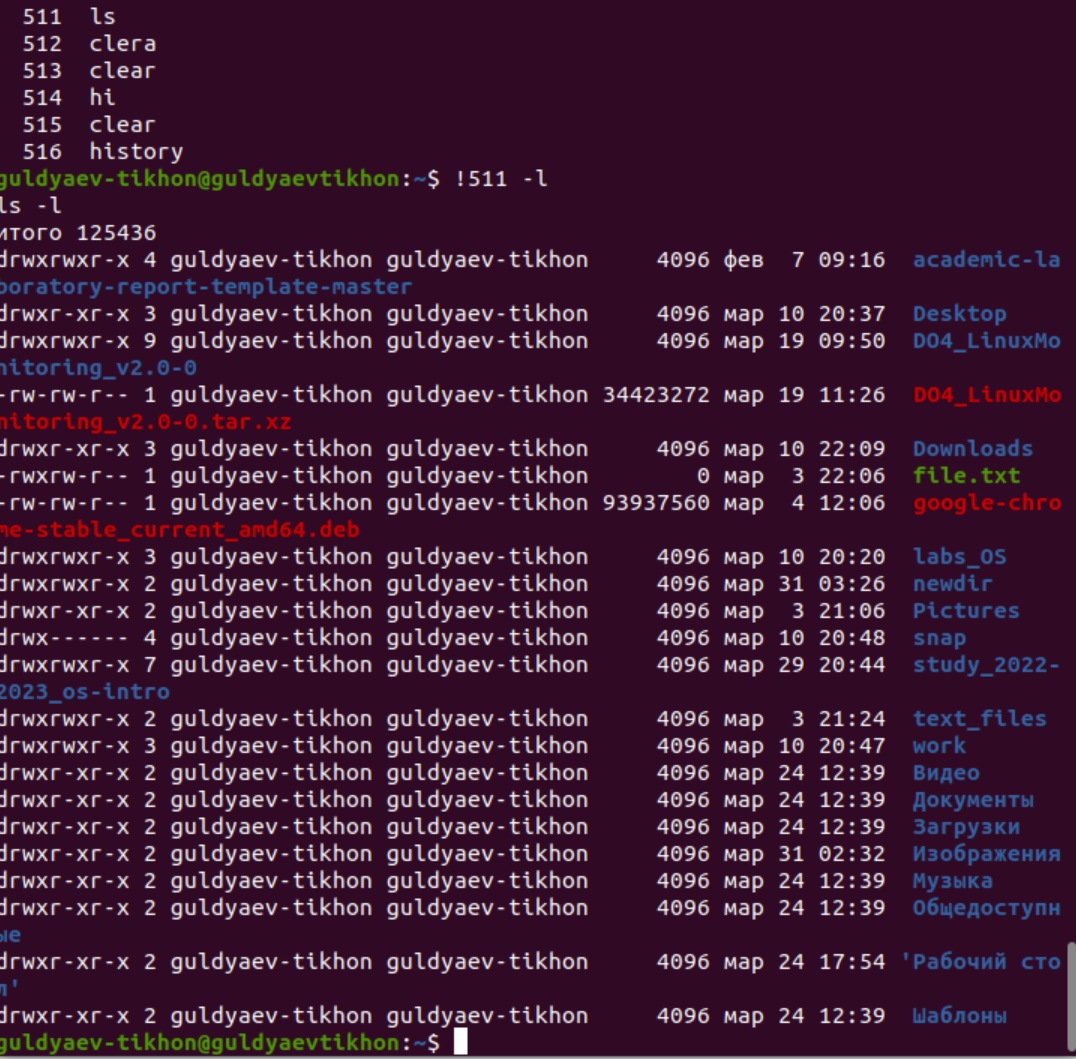 511 ls
512 clera
513 clear
514 hi
515 clear
516 history
guldyaev-tikhon@guldyaevtikhon:~$ !511 -l
ls -l
итого 125436
drwxrwxr-x 4 guldyaev-tikhon guldyaev-tikhon 4096 фев 7 09:16 academic-la
boratory-report-template-master
drwxr-xr-x 3 guldyaev-tikhon guldyaev-tikhon 4096 мар 10 20:37 Desktop
drwxrwxr-x 9 guldyaev-tikhon guldyaev-tikhon 4096 мар 19 09:50 DO4_LinuxMo
nitoring_v2.0-0
-rw-rw-r-- 1 guldyaev-tikhon guldyaev-tikhon 34423272 мар 19 11:26 DO4_LinuxMo
nitoring_v2.0-0.tar.xz
drwxr-xr-x 3 guldyaev-tikhon guldyaev-tikhon 4096 мар 10 22:09 Downloads
-rwxrw-r-- 1 guldyaev-tikhon guldyaev-tikhon 0 мар 3 22:06 file.txt
-rw-rw-r-- 1 guldyaev-tikhon guldyaev-tikhon 93937560 мар 4 12:06 google-chro
me-stable_current_amd64.deb
drwxrwxr-x 3 guldyaev-tikhon guldyaev-tikhon 4096 мар 10 20:20 labs_OS
drwxrwxr-x 2 guldyaev-tikhon guldyaev-tikhon 4096 мар 31 03:26 newdir
drwxr-xr-x 2 guldyaev-tikhon guldyaev-tikhon 4096 мар 3 21:06 Pictures
drwx------ 4 guldyaev-tikhon guldyaev-tikhon 4096 мар 10 20:48 snap
drwxrwxr-x 7 guldyaev-tikhon guldyaev-tikhon 4096 мар 29 20:44 study_2022-
2023_os-intro
drwxrwxr-x 2 guldyaev-tikhon guldyaev-tikhon 4096 мар 3 21:24 text_files
drwxrwxr-x 3 guldyaev-tikhon guldyaev-tikhon 4096 мар 10 20:47 work
drwxr-xr-x 2 guldyaev-tikhon guldyaev-tikhon 4096 мар 24 12:39 Видео
drwxr-xr-x 2 guldyaev-tikhon guldyaev-tikhon 4096 мар 24 12:39 Документы
drwxr-xr-x 2 guldyaev-tikhon guldyaev-tikhon 4096 мар 24 12:39 Загрузки
drwxr-xr-x 2 guldyaev-tikhon guldyaev-tikhon 4096 мар 31 02:32 Изображения
drwxr-xr-x 2 guldyaev-tikhon guldyaev-tikhon 4096 мар 24 12:39 Музыка
drwxr-xr-x 2 guldyaev-tikhon guldyaev-tikhon 4096 мар 24 12:39 Общедоступн
ые
drwxr-xr-x 2 guldyaev-tikhon guldyaev-tikhon 4096 мар 24 17:54 'Рабочий сто
л'
drwxr-xr-x 2 guldyaev-tikhon guldyaev-tikhon 4096 мар 24 12:39 Шаблоны
guldyaev-tikhon@guldyaevtikhon:~$